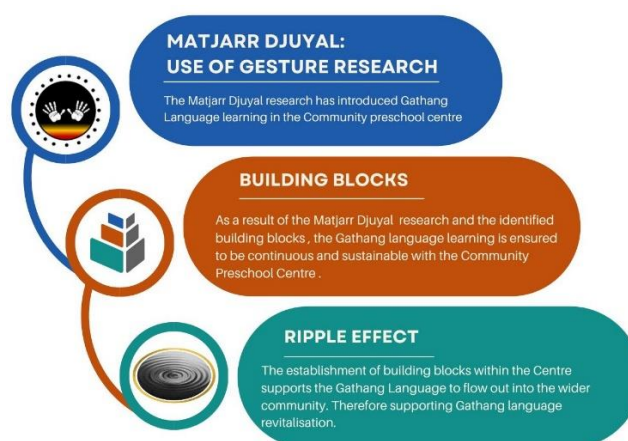 MATJARR DJUYAL:
USE OF GESTURE RESEARCH
The Matjarr Djuyal research has introduced Gathang
Language learning in the Community preschool centre
BUILDING BLOCKS
As a result of the Matjarr Djuyal research and the identified
building blocks , the Gathang language learning is ensured
to be continuous and sustainable with the Community
Preschool Centre .
RIPPLE EFFECT
The establishment of building blocks within the Centre
supports the Gathang Language to flow out into the wider
community. Therefore supporting Gathang language
revitalisation.